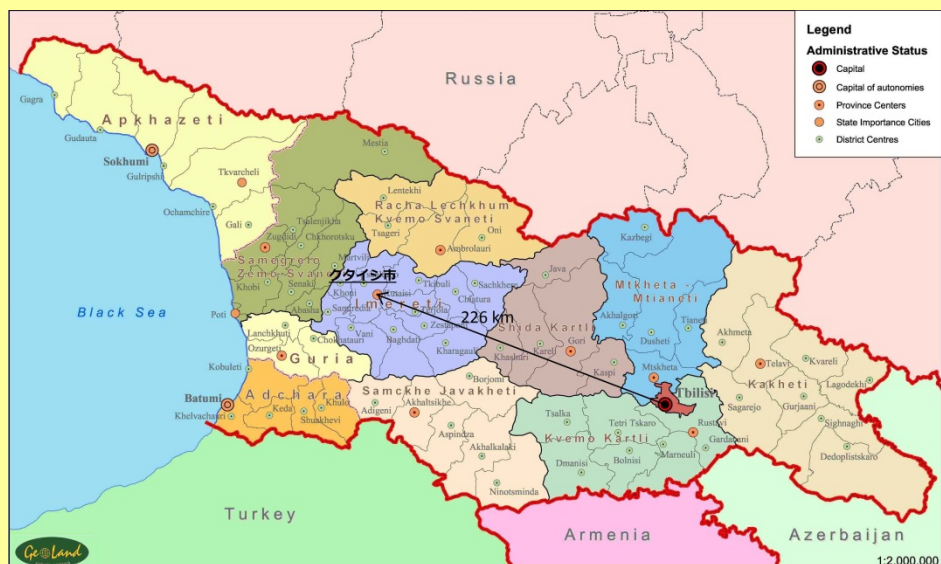 Legend
Administrative Status
Capital
Capital of autonomies
Province Centers
State Importance Cities
District Centres
Russia
Gagra
Apkhazeti
Gudauta
Sokhumi
Gulripshi
Tkvarcheli
Mestia
Ochamchire
Gali
Lentekhi
Racha Lechkhum
Kvemo Svaneti
Oni
Tsageri
Ambrolauri
Kazbegi
Tsalenjikha
Zugdidi
Chkhorotsku
Martvili
Samegrelo
Zemo Svaneti
クタイシ市
Khobi
Senaki
Khoni
Kutaisi
Tkibuli
Sachkhere
Chiatura
Java
Mtkheta
Mtianeti
Abasha
Samtredia
Imereti
Terjola
226 km
Akhalgori
Tianeti
Akhmeta
Black Sea
Poti
Lanchkhuti
Chokhatauri
Vani
Baghdati
Zestaponi
Kharagauli
Shida Kartli
Khashuri
Kareli
Gori
Dusheti
Ozurgeti
Guria
Kaspi
Telavi
Kvareli
Kobuleti
Borjomi
Mtskheta
Kakheti
Lagodekhi
Batumi
Adchara
Khulo
Samckhe Javakheti
Adigeni
Akhaltsikhe
Tbilisi
Sagarejo
Gurjaani
Khelvachauri
Keda
Shuakhevi
Aspindza
Tsalka
Tetri Tskaro
Rustavi
Sighnaghi
Kvemo Kartli
Gardabani
Akhalkalaki
Marneuli
Dedoplistskaro
Dmanisi
Bolnisi
Ninotsminda
Turkey
Armenia
Azerbaijan
GeoLand
1:2,000,000